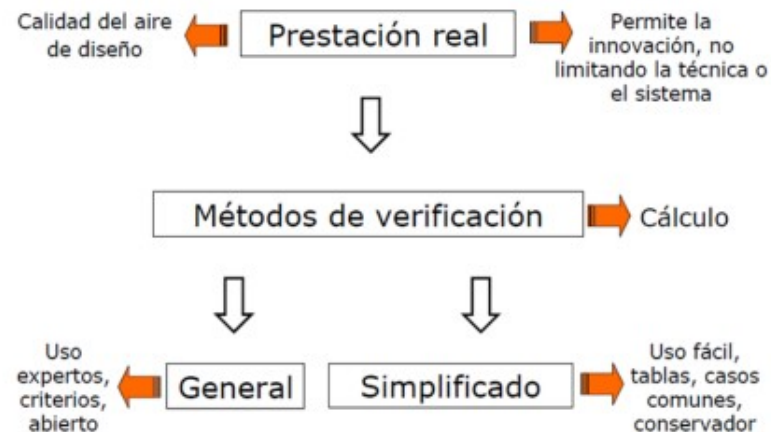 Calidad del aire
de diseño
Prestación real
Permite la
innovación, no
limitando la técnica o
el sistema
Métodos de verificación
Cálculo
Uso
expertos,
criterios,
abierto
General
Simplificado
Uso fácil,
tablas, casos
comunes,
conservador